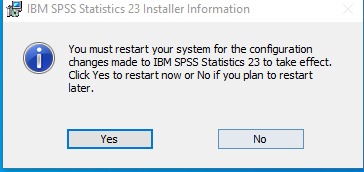 IBM SPSS Statistics 23 Installer Information
You must restart your system for the configuration
changes made to IBM SPSS Statistics 23 to take effect.
Click Yes to restart now or No if you plan to restart
later.
Yes
No